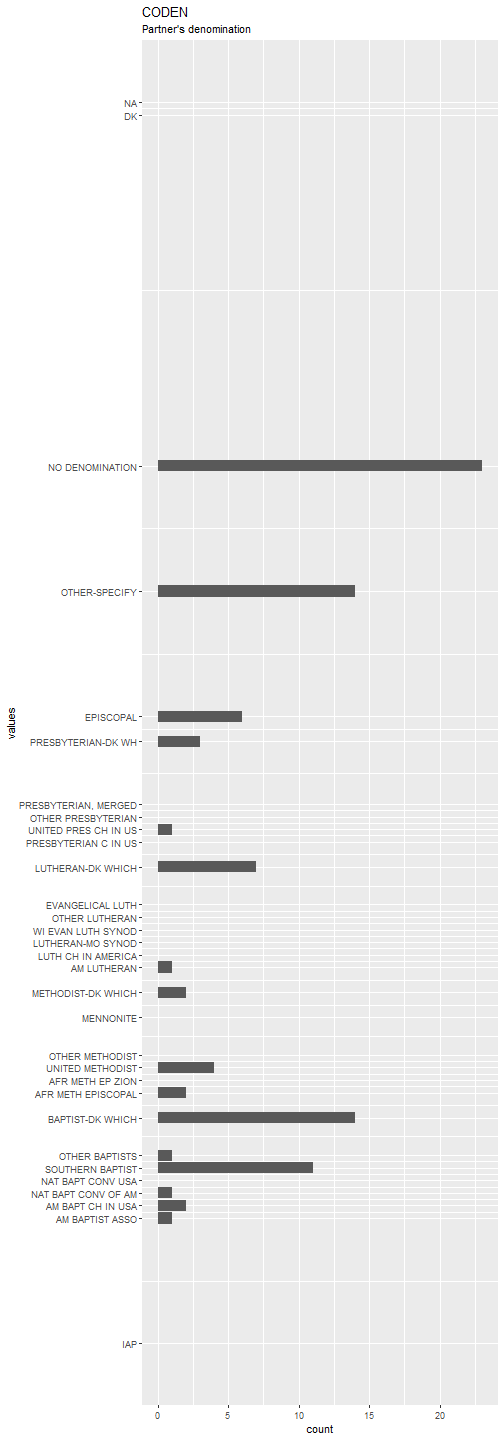 CODEN
Partner's denomination
NA
DK
NO DENOMINATION
OTHER-SPECIFY
EPISCOPAL
values
PRESBYTERIAN-DK WH
PRESBYTERIAN, MERGED
OTHER PRESBYTERIAN
UNITED PRES CH IN US
PRESBYTERIAN C IN US
LUTHERAN-DK WHICH
EVANGELICAL LUTH
OTHER LUTHERAN
WI EVAN LUTH SYNOD
LUTHERAN-MO SYNOD
LUTH CH IN AMERICA
AM LUTHERAN
METHODIST-DK WHICH
MENNONITE
OTHER METHODIST
UNITED METHODIST
AFR METH EP ZION
AFR METH EPISCOPAL
BAPTIST-DK WHICH
OTHER BAPTISTS
SOUTHERN BAPTIST
NAT BAPT CONV USA
NAT BAPT CONV OF AM
AM BAPT CH IN USA
AM BAPTIST ASSO
IAP
0 5 10 15 20
count